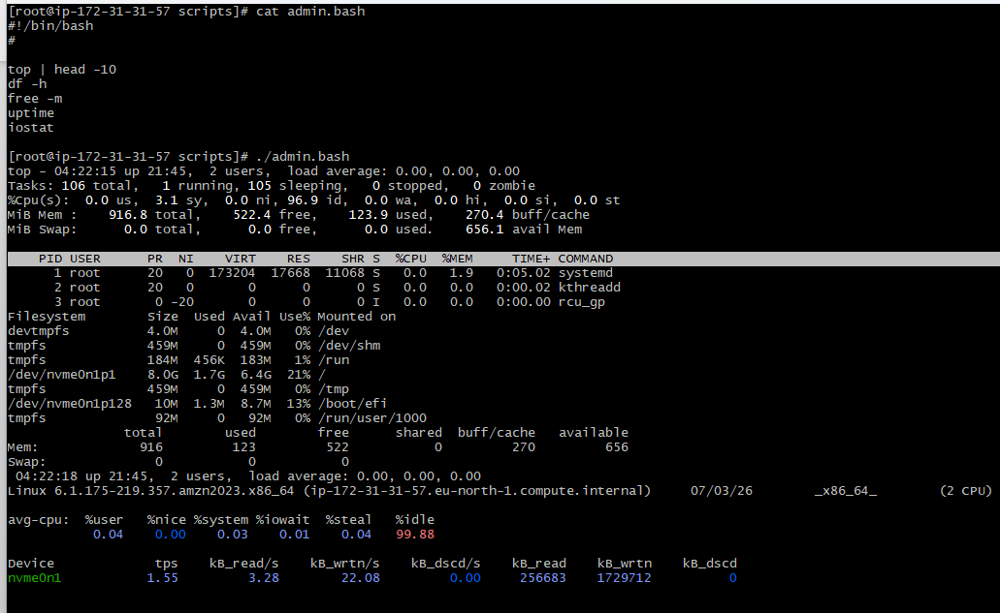 [root@ip-172-31-31-57 scripts]# cat admin.bash
#!/bin/bash
#
top | head -10
df -h
free -m
uptime
iostat
[root@ip-172-31-31-57 scripts]# ./admin.bash
top - 04:22:15 up 21:45,  2 users,  load average: 0.00, 0.00, 0.00
Tasks: 106 total,   1 running, 105 sleeping,   0 stopped,   0 zombie
%Cpu(s):  0.0 us,  3.1 sy,  0.0 ni, 96.9 id,  0.0 wa,  0.0 hi,  0.0 si,  0.0 st
MiB Mem :    916.8 total,    522.4 free,    123.9 used,    270.4 buff/cache
MiB Swap:      0.0 total,      0.0 free,      0.0 used.    656.1 avail Mem
    PID USER      PR  NI    VIRT    RES    SHR S  %CPU  %MEM     TIME+ COMMAND
      1 root      20   0  173204  17668  11068 S   0.0   1.9   0:05.02 systemd
      2 root      20   0       0      0      0 S   0.0   0.0   0:00.02 kthreadd
      3 root       0 -20       0      0      0 I   0.0   0.0   0:00.00 rcu_gp
Filesystem        Size  Used Avail Use% Mounted on
devtmpfs          4.0M     0  4.0M   0% /dev
tmpfs             459M     0  459M   0% /dev/shm
tmpfs             184M  456K  183M   1% /run
/dev/nvme0n1p1    8.0G  1.7G  6.4G  21% /
tmpfs             459M     0  459M   0% /tmp
/dev/nvme0n1p128   10M  1.3M  8.7M  13% /boot/efi
tmpfs              92M     0   92M   0% /run/user/1000
               total        used        free      shared  buff/cache   available
Mem:             916         123         522           0         270         656
Swap:              0           0           0
 04:22:18 up 21:45,  2 users,  load average: 0.00, 0.00, 0.00
Linux 6.1.175-219.357.amzn2023.x86_64 (ip-172-31-31-57.eu-north-1.compute.internal)     07/03/26        _x86_64_        (2 CPU)
avg-cpu:  %user   %nice %system %iowait  %steal   %idle
           0.04    0.00    0.03    0.01    0.04   99.88
Device             tps    kB_read/s    kB_wrtn/s    kB_dscd/s    kB_read    kB_wrtn    kB_dscd
nvme0n1           1.55         3.28        22.08         0.00     256683    1729712          0